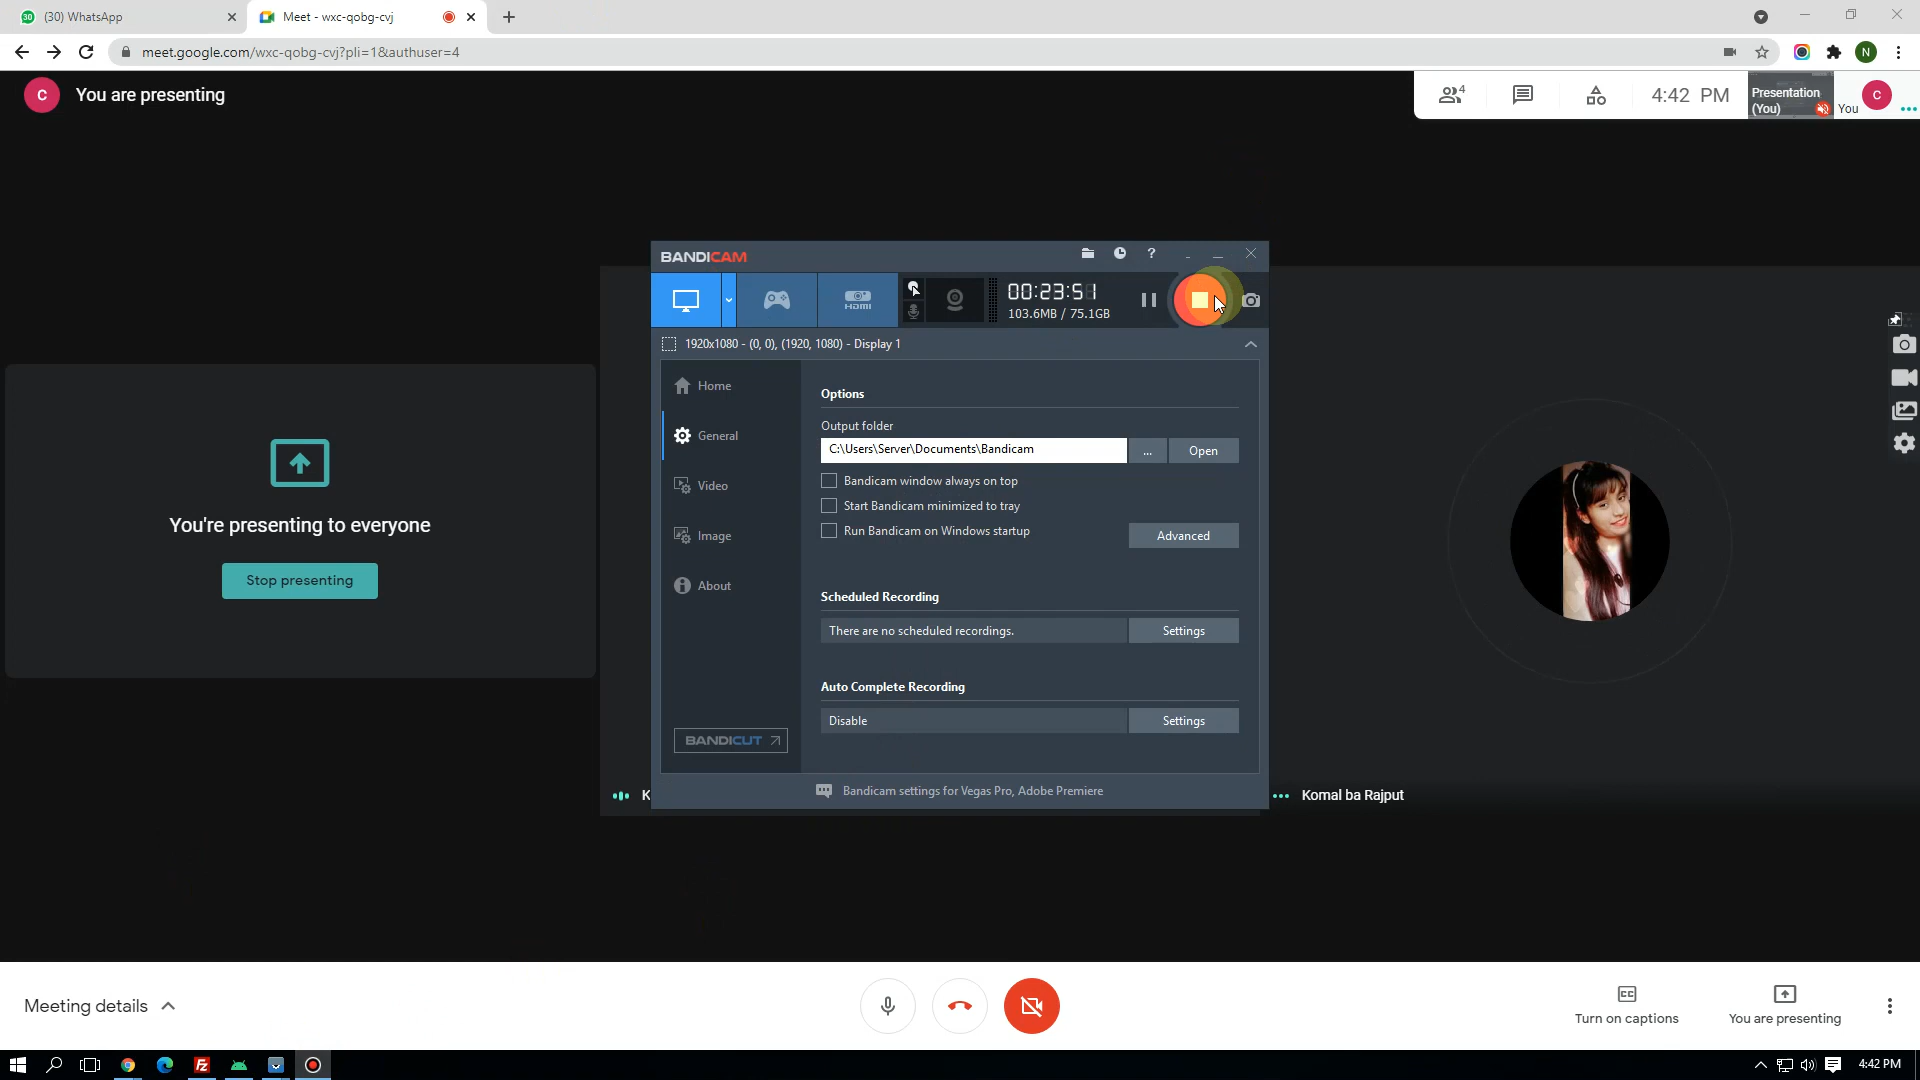 (30) WhatsApp
Meet - wxc-qobg-cvj
meet.google.com/wxc-qobg-cvj?pli=1&authuser=4
N
C
You are presenting
4
4:42 PM
Presentation
(You)
You
C
BANDICAM
?
HDMI
00:23:51
103.6MB / 75.1GB
1920x1080 - (0, 0), (1920, 1080) - Display 1
Home
General
Video
Image
About
BANDICUT
Options
Output folder
C:\Users\Server\Documents\Bandicam
...
Open
Bandicam window always on top
Start Bandicam minimized to tray
Run Bandicam on Windows startup
Advanced
Scheduled Recording
There are no scheduled recordings.
Settings
Auto Complete Recording
Disable
Settings
Bandicam settings for Vegas Pro, Adobe Premiere
You're presenting to everyone
Stop presenting
K
Komal ba Rajput
Meeting details
CC
Turn on captions
You are presenting
Fz
4:42 PM